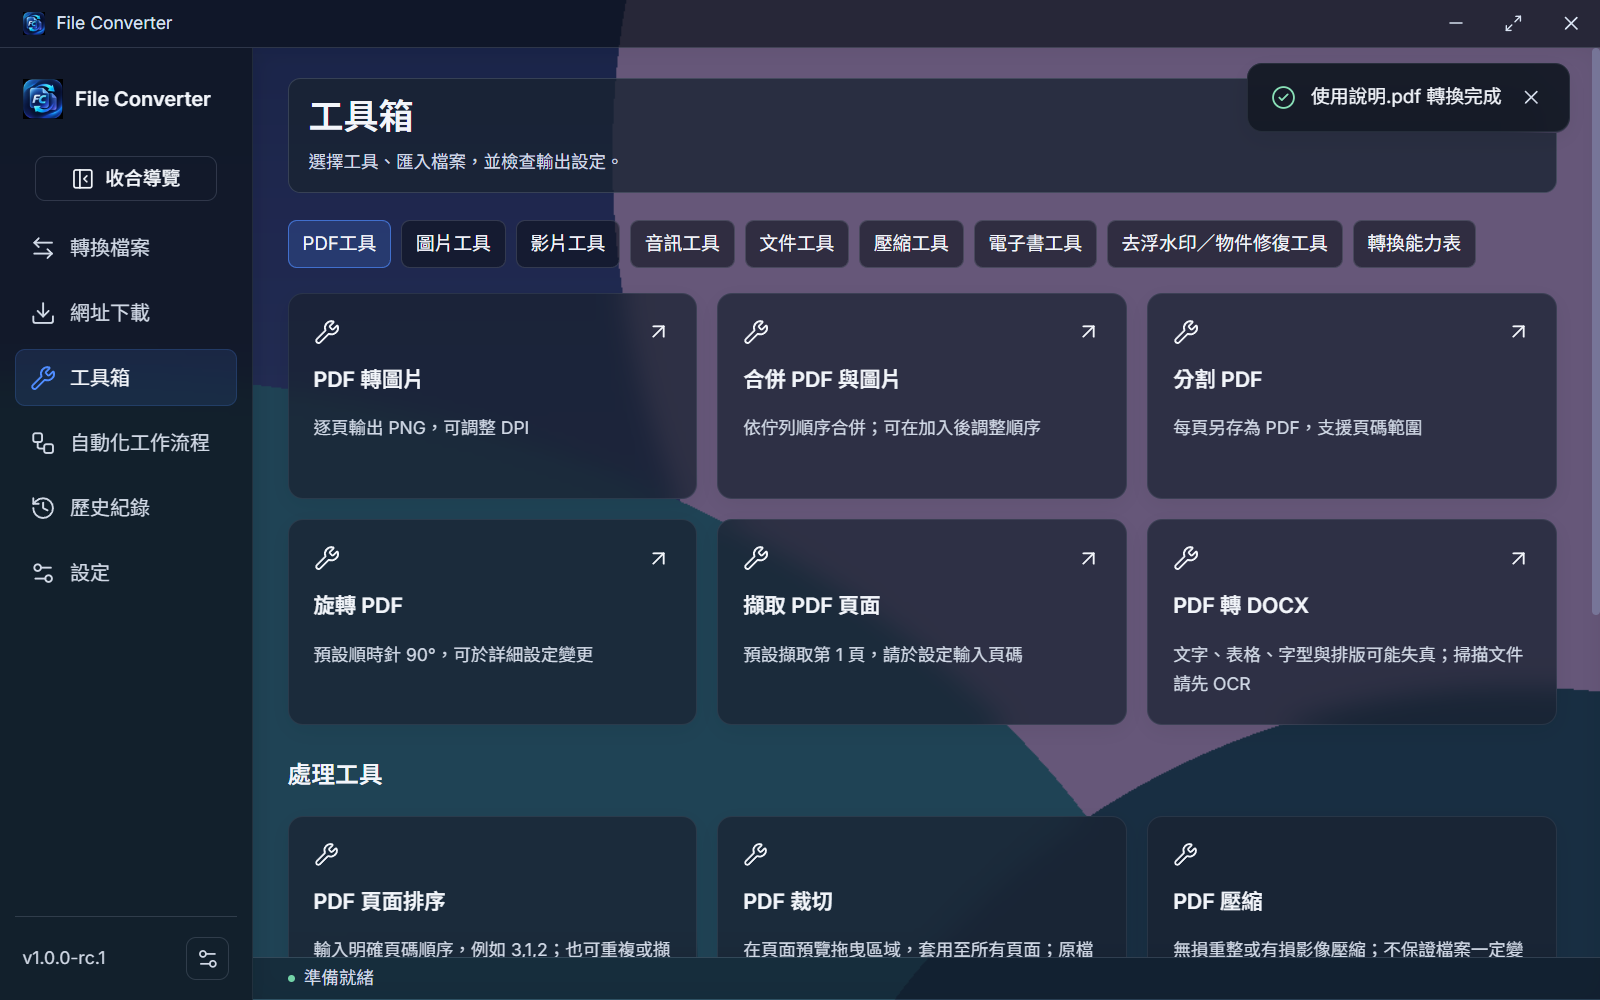 File Converter
File Converter
收合導覽
轉換檔案
網址下載
工具箱
自動化工作流程
歷史紀錄
設定
v1.0.0-rc.1
工具箱
選擇工具、匯入檔案，並檢查輸出設定。
使用說明.pdf 轉換完成
PDF工具
圖片工具
影片工具
音訊工具
文件工具
壓縮工具
電子書工具
去浮水印／物件修復工具
轉換能力表
PDF 轉圖片
逐頁輸出 PNG，可調整 DPI
合併 PDF 與圖片
依佇列順序合併；可在加入後調整順序
分割 PDF
每頁另存為 PDF，支援頁碼範圍
旋轉 PDF
預設順時針 90°，可於詳細設定變更
擷取 PDF 頁面
預設擷取第 1 頁，請於設定輸入頁碼
PDF 轉 DOCX
文字、表格、字型與排版可能失真；掃描文件
請先 OCR
處理工具
PDF 頁面排序
輸入明確頁碼順序，例如 3,1,2；也可重複或擷
PDF 裁切
在頁面預覽拖曳區域，套用至所有頁面；原檔
PDF 壓縮
無損重整或有損影像壓縮；不保證檔案一定變
準備就緒